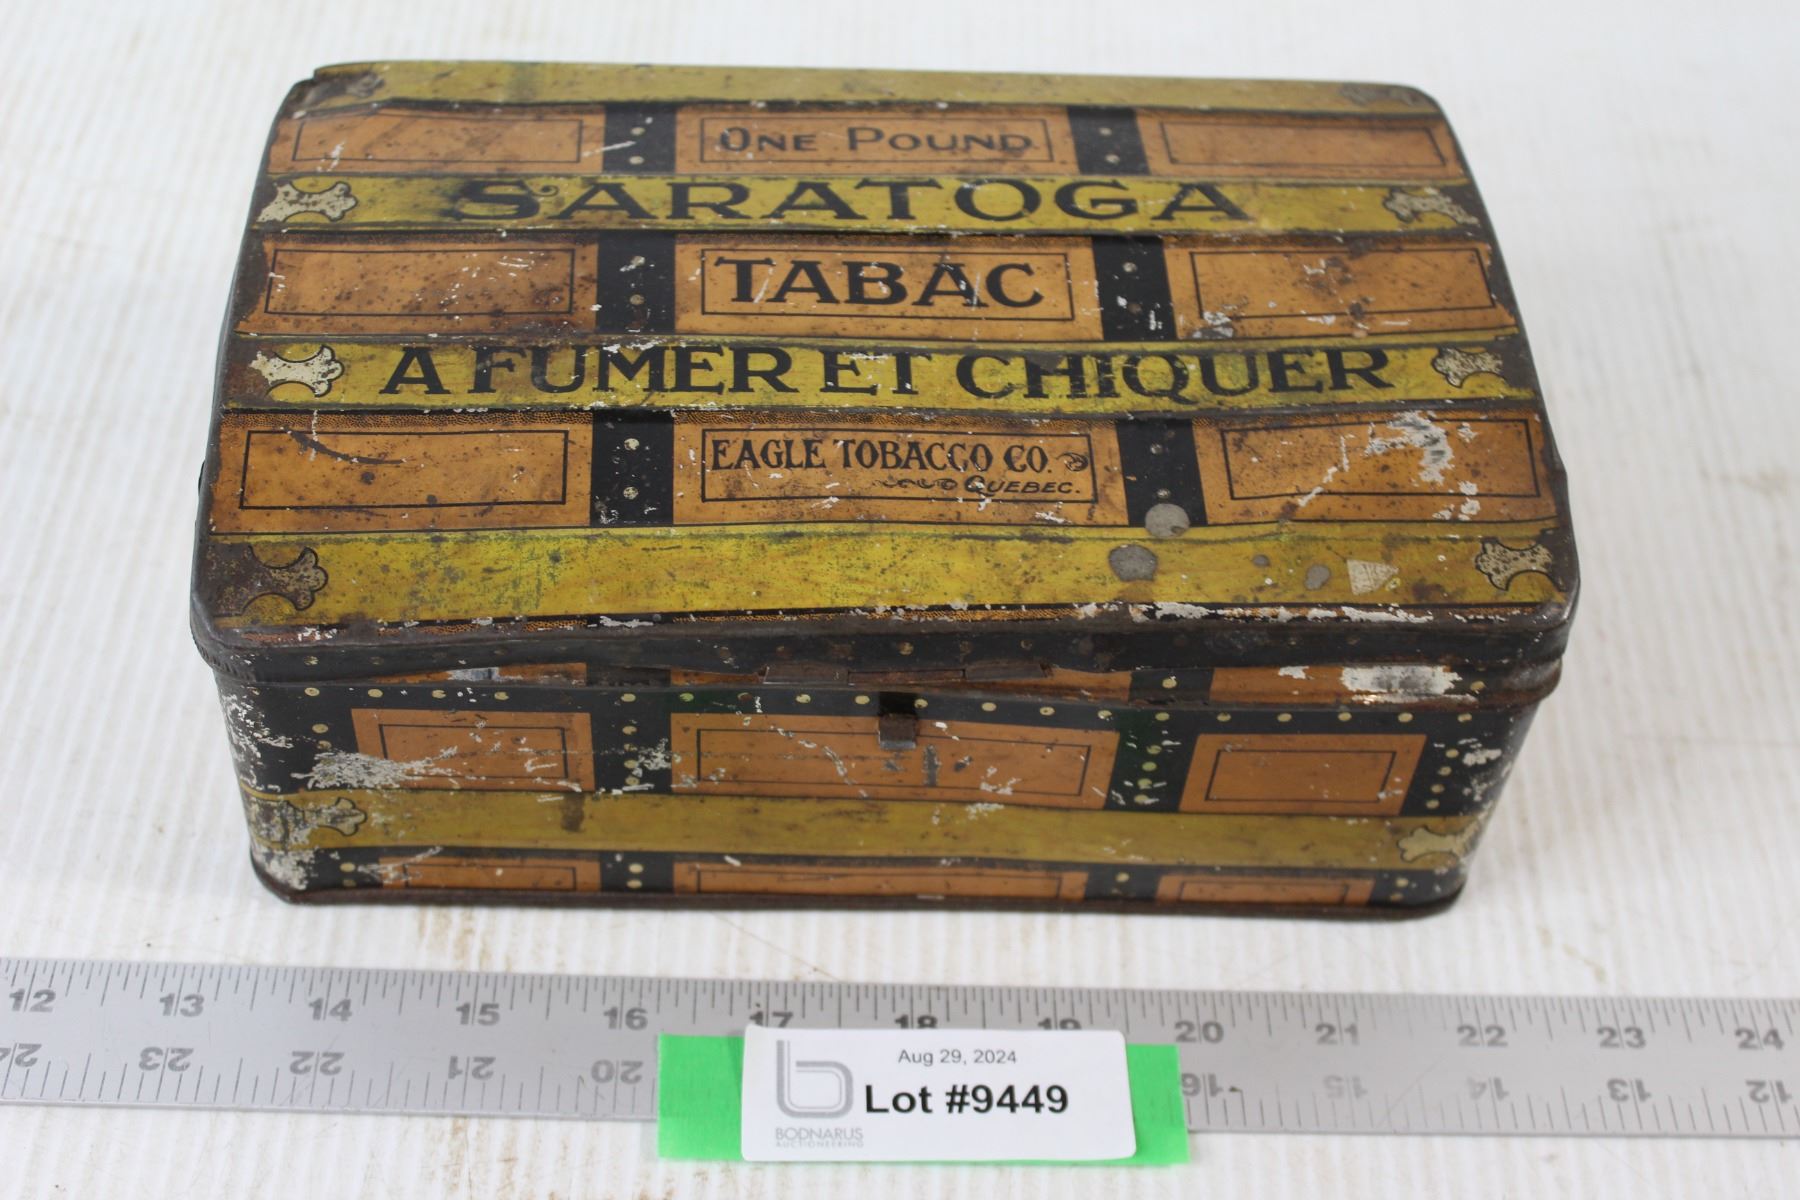 ONE POUND
SARATOGA
TABAC
A FUMER ET CHIQUER
EAGLE TOBACCO CO.
QUEBEC.
12 13 14 15 16 17 18 19 20 21 22 23 24
23 22 21 20 16 15 14 13 12
Aug 29, 2024
Lot #9449
BODNARUS
AUCTIONEERING